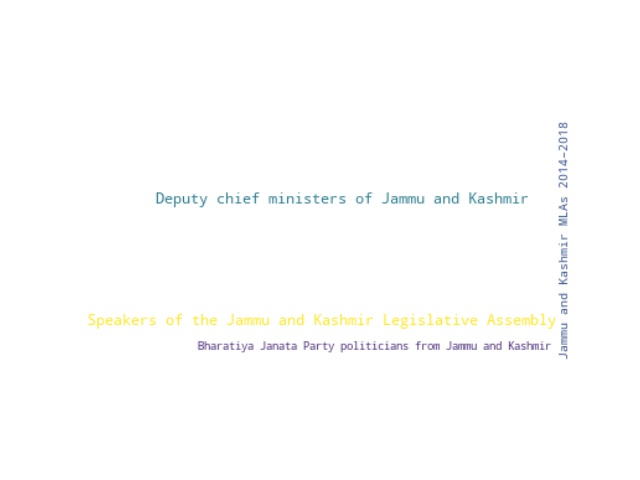 Deputy chief ministers of Jammu and Kashmir
Speakers of the Jammu and Kashmir Legislative Assembly
Bharatiya Janata Party politicians from Jammu and Kashmir
Jammu and Kashmir MLAs 2014–2018